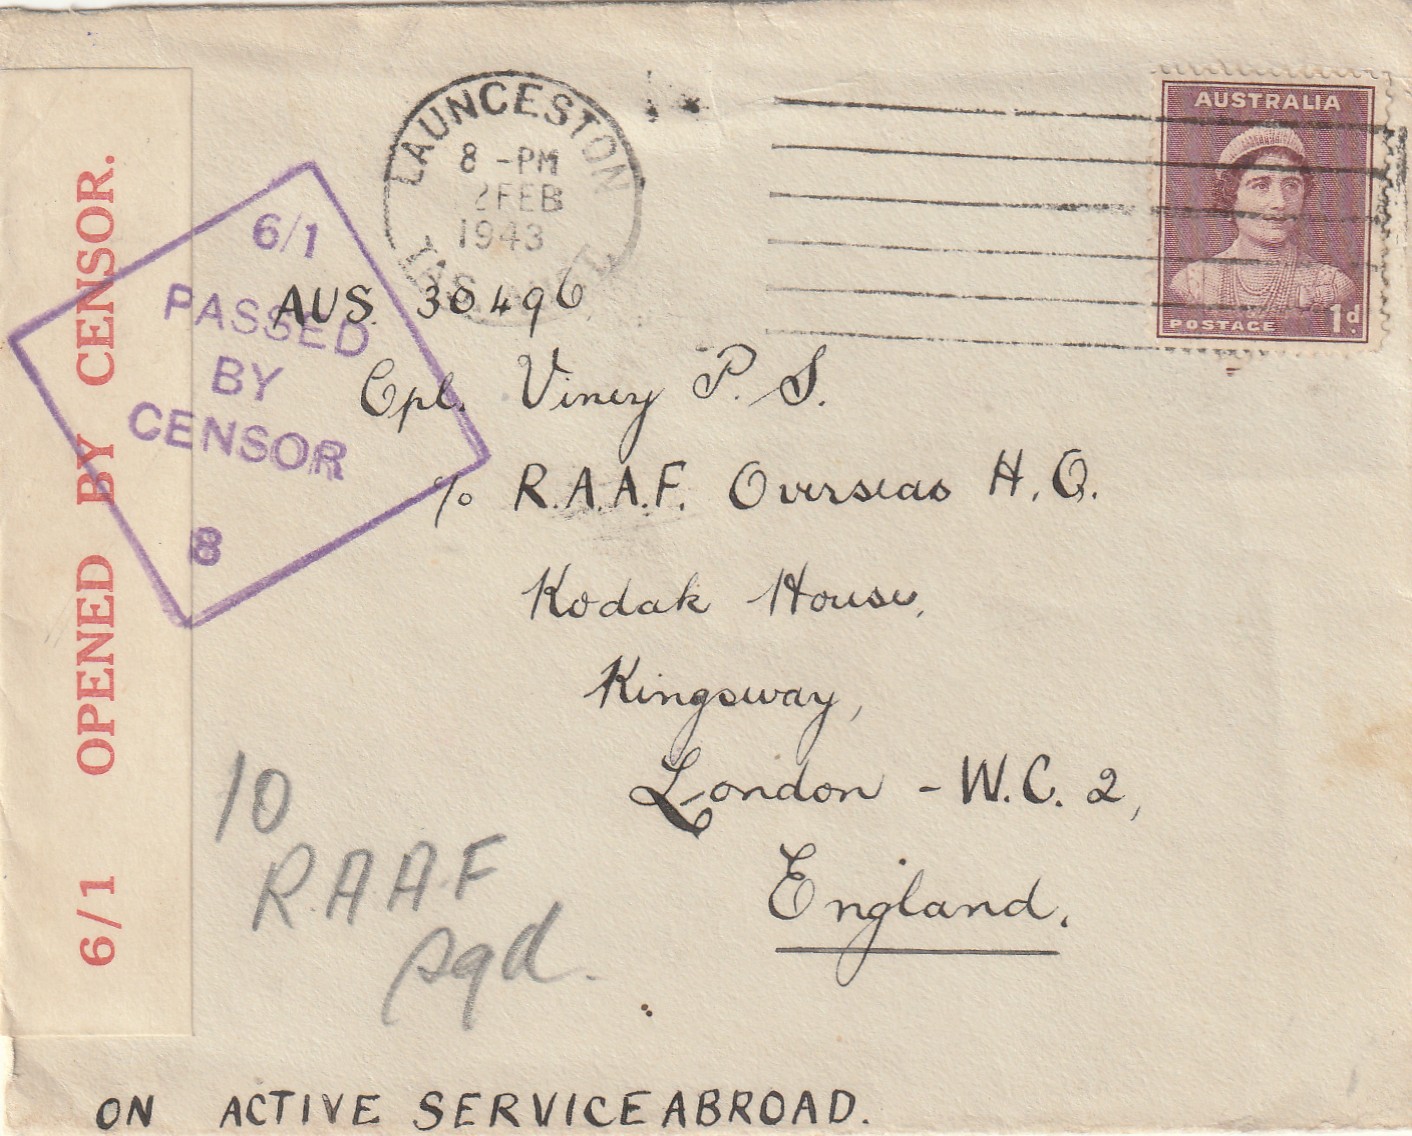 LAUNCESTON
8 - PM
2 FEB
1943
TAS. AUST.
AUSTRALIA
POSTAGE 1d.
6/1 OPENED BY CENSOR.
6/1
PASSED
BY
CENSOR
8
AUS. 30496
Cpl. Viney P. S.
c/o R.A.A.F. Overseas H.Q.
Kodak House,
Kingsway,
London - W.C. 2,
England.
10
R.A.A.F
sqd.
ON ACTIVE SERVICE ABROAD.